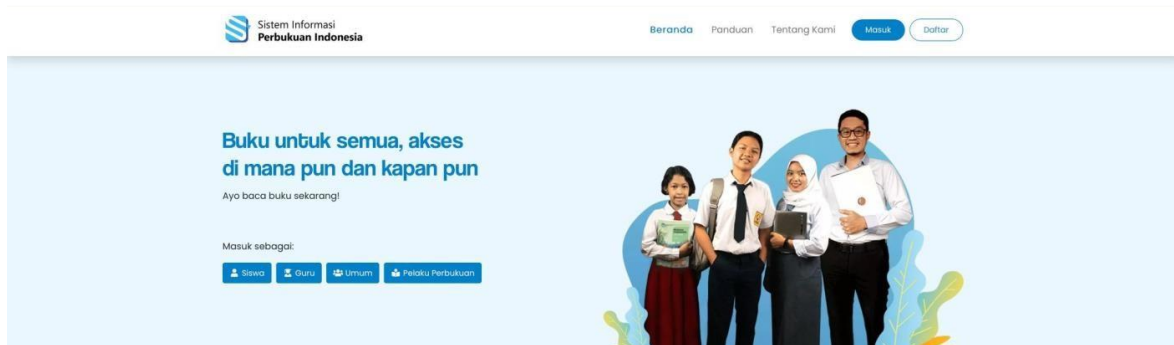 Sistem Informasi
Perbukuan Indonesia
Beranda Panduan Tentang Kami Masuk Daftar
Buku untuk semua, akses
di mana pun dan kapan pun
Ayo baca buku sekarang!
Masuk sebagai:
Siswa Guru Umum Pelaku Perbukuan